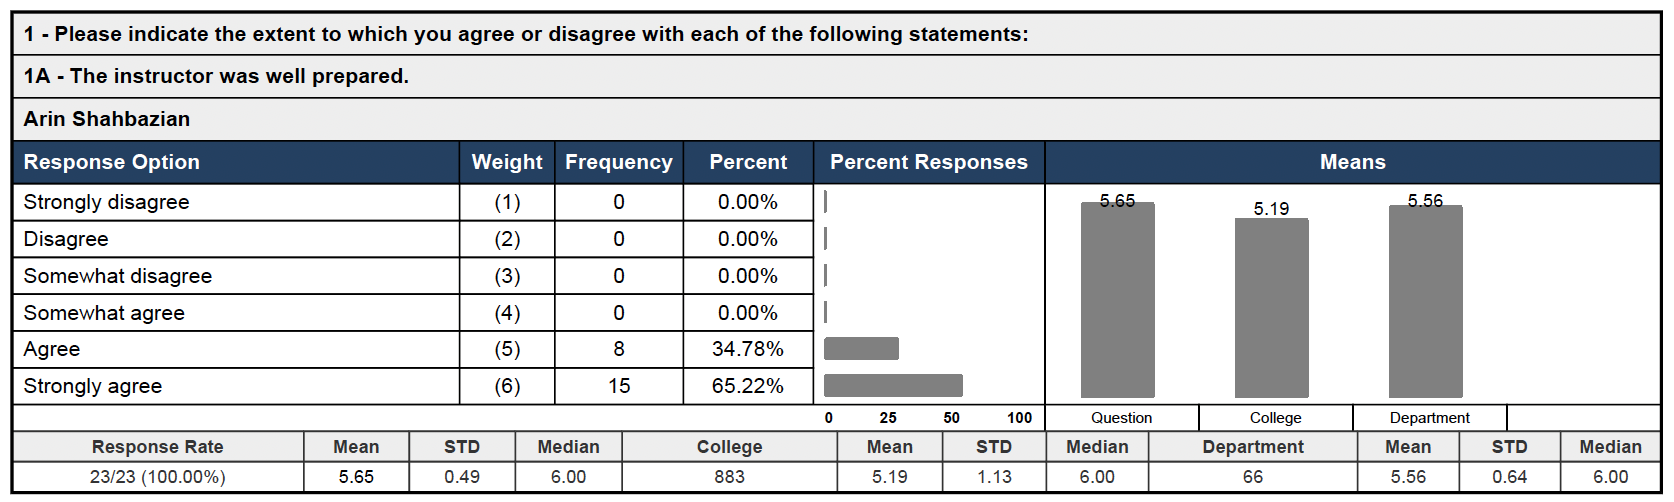 1 - Please indicate the extent to which you agree or disagree with each of the following statements:
1A - The instructor was well prepared.
Arin Shahbazian
Response Option Weight Frequency Percent Percent Responses Means
Strongly disagree (1) 0 0.00%
Disagree (2) 0 0.00%
Somewhat disagree (3) 0 0.00%
Somewhat agree (4) 0 0.00%
Agree (5) 8 34.78%
Strongly agree (6) 15 65.22%
5.65 5.19 5.56
0 25 50 100 Question College Department
Response Rate Mean STD Median College Mean STD Median Department Mean STD Median
23/23 (100.00%) 5.65 0.49 6.00 883 5.19 1.13 6.00 66 5.56 0.64 6.00